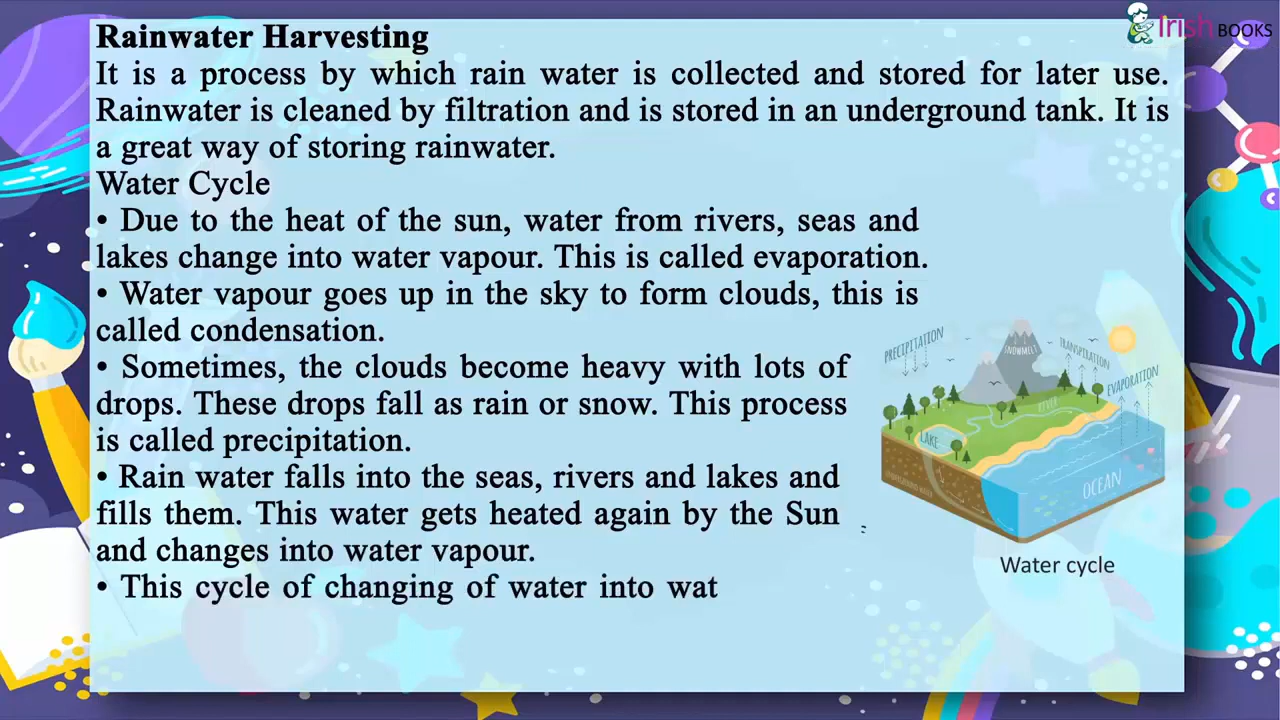 Irish BOOKS
Rainwater Harvesting
It is a process by which rain water is collected and stored for later use.
Rainwater is cleaned by filtration and is stored in an underground tank. It is
a great way of storing rainwater.
Water Cycle
• Due to the heat of the sun, water from rivers, seas and
lakes change into water vapour. This is called evaporation.
• Water vapour goes up in the sky to form clouds, this is
called condensation.
• Sometimes, the clouds become heavy with lots of
drops. These drops fall as rain or snow. This process
is called precipitation.
• Rain water falls into the seas, rivers and lakes and
fills them. This water gets heated again by the Sun
and changes into water vapour.
• This cycle of changing of water into wat
PRECIPITATION
SNOWMELT
TRANSPIRATION
EVAPORATION
RIVER
LAKE
OCEAN
Water cycle